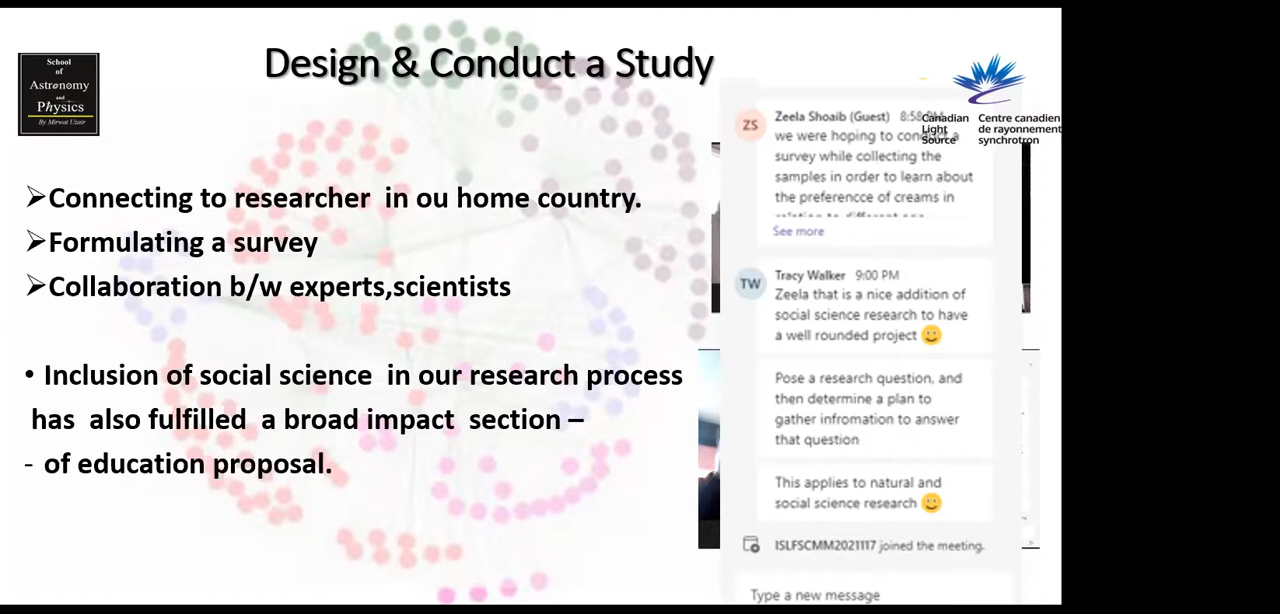 Design & Conduct a Study
School
of
Astronomy
and
Physics
By Mirwat Uzair
Canadian
Light
Source
Centre canadien
de rayonnement
synchrotron
➢Connecting to researcher in ou home country.
➢Formulating a survey
➢Collaboration b/w experts,scientists
• Inclusion of social science in our research process
has also fulfilled a broad impact section –
- of education proposal.
ZS
Zeela Shoaib (Guest)
we were hoping to conduct a
survey while collecting the
samples in order to learn about
the preferencce of creams in
See more
TW
Tracy Walker 9:00 PM
Zeela that is a nice addition of
social science research to have
a well rounded project 🙂
Pose a research question, and
then determine a plan to
gather infromation to answer
that question
This applies to natural and
social science research 🙂
ISLFSCMM2021117 joined the meeting.
Type a new message